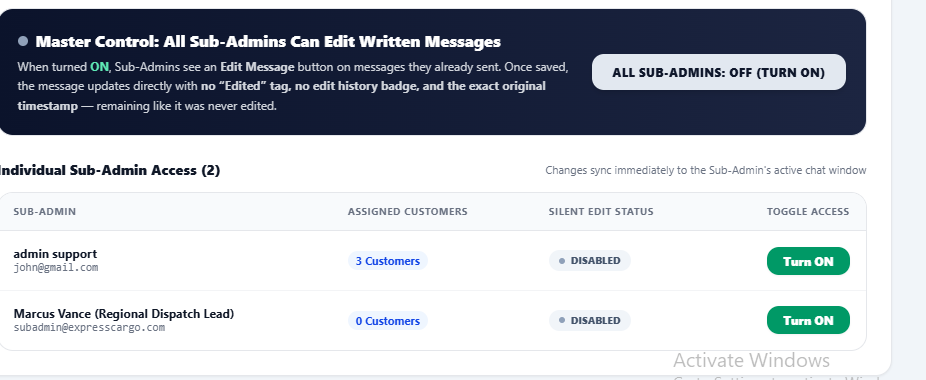 Master Control: All Sub-Admins Can Edit Written Messages
When turned ON, Sub-Admins see an Edit Message button on messages they already sent. Once saved,
the message updates directly with no “Edited” tag, no edit history badge, and the exact original
timestamp — remaining like it was never edited.
ALL SUB-ADMINS: OFF (TURN ON)
Individual Sub-Admin Access (2)
Changes sync immediately to the Sub-Admin's active chat window
SUB-ADMIN ASSIGNED CUSTOMERS SILENT EDIT STATUS TOGGLE ACCESS
admin support
john@gmail.com
3 Customers
DISABLED
Turn ON
Marcus Vance (Regional Dispatch Lead)
subadmin@expresscargo.com
0 Customers
DISABLED
Turn ON
Activate Windows